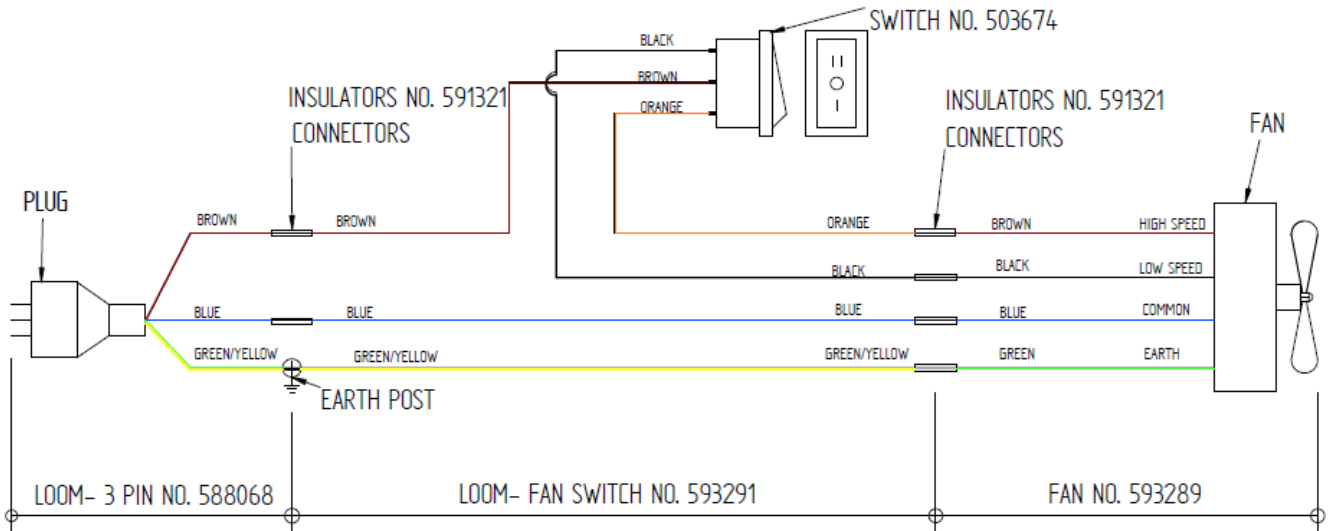 SWITCH NO. 503674
BLACK
BROWN
ORANGE
II
O
I
INSULATORS NO. 591321
CONNECTORS
INSULATORS NO. 591321
CONNECTORS
FAN
PLUG
BROWN
BROWN
ORANGE
BROWN
HIGH SPEED
BLACK
BLACK
LOW SPEED
BLUE
BLUE
BLUE
BLUE
COMMON
GREEN/YELLOW
GREEN/YELLOW
GREEN/YELLOW
GREEN
EARTH
EARTH POST
LOOM- 3 PIN NO. 588068
LOOM- FAN SWITCH NO. 593291
FAN NO. 593289